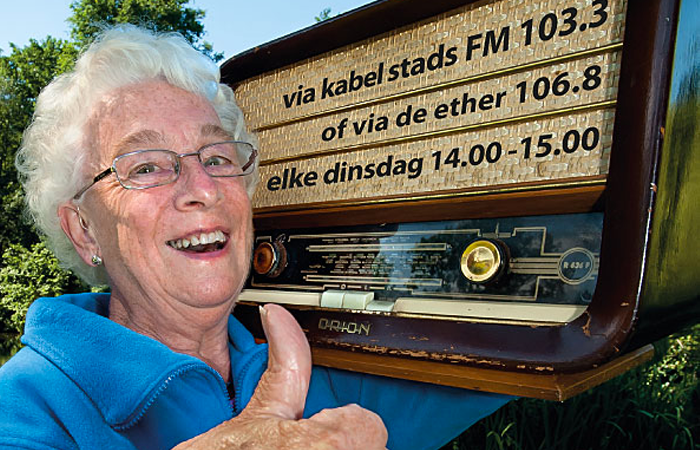 via kabel stads FM 103.3
of via de ether 106.8
elke dinsdag 14.00 -15.00
R 636 F
ORION